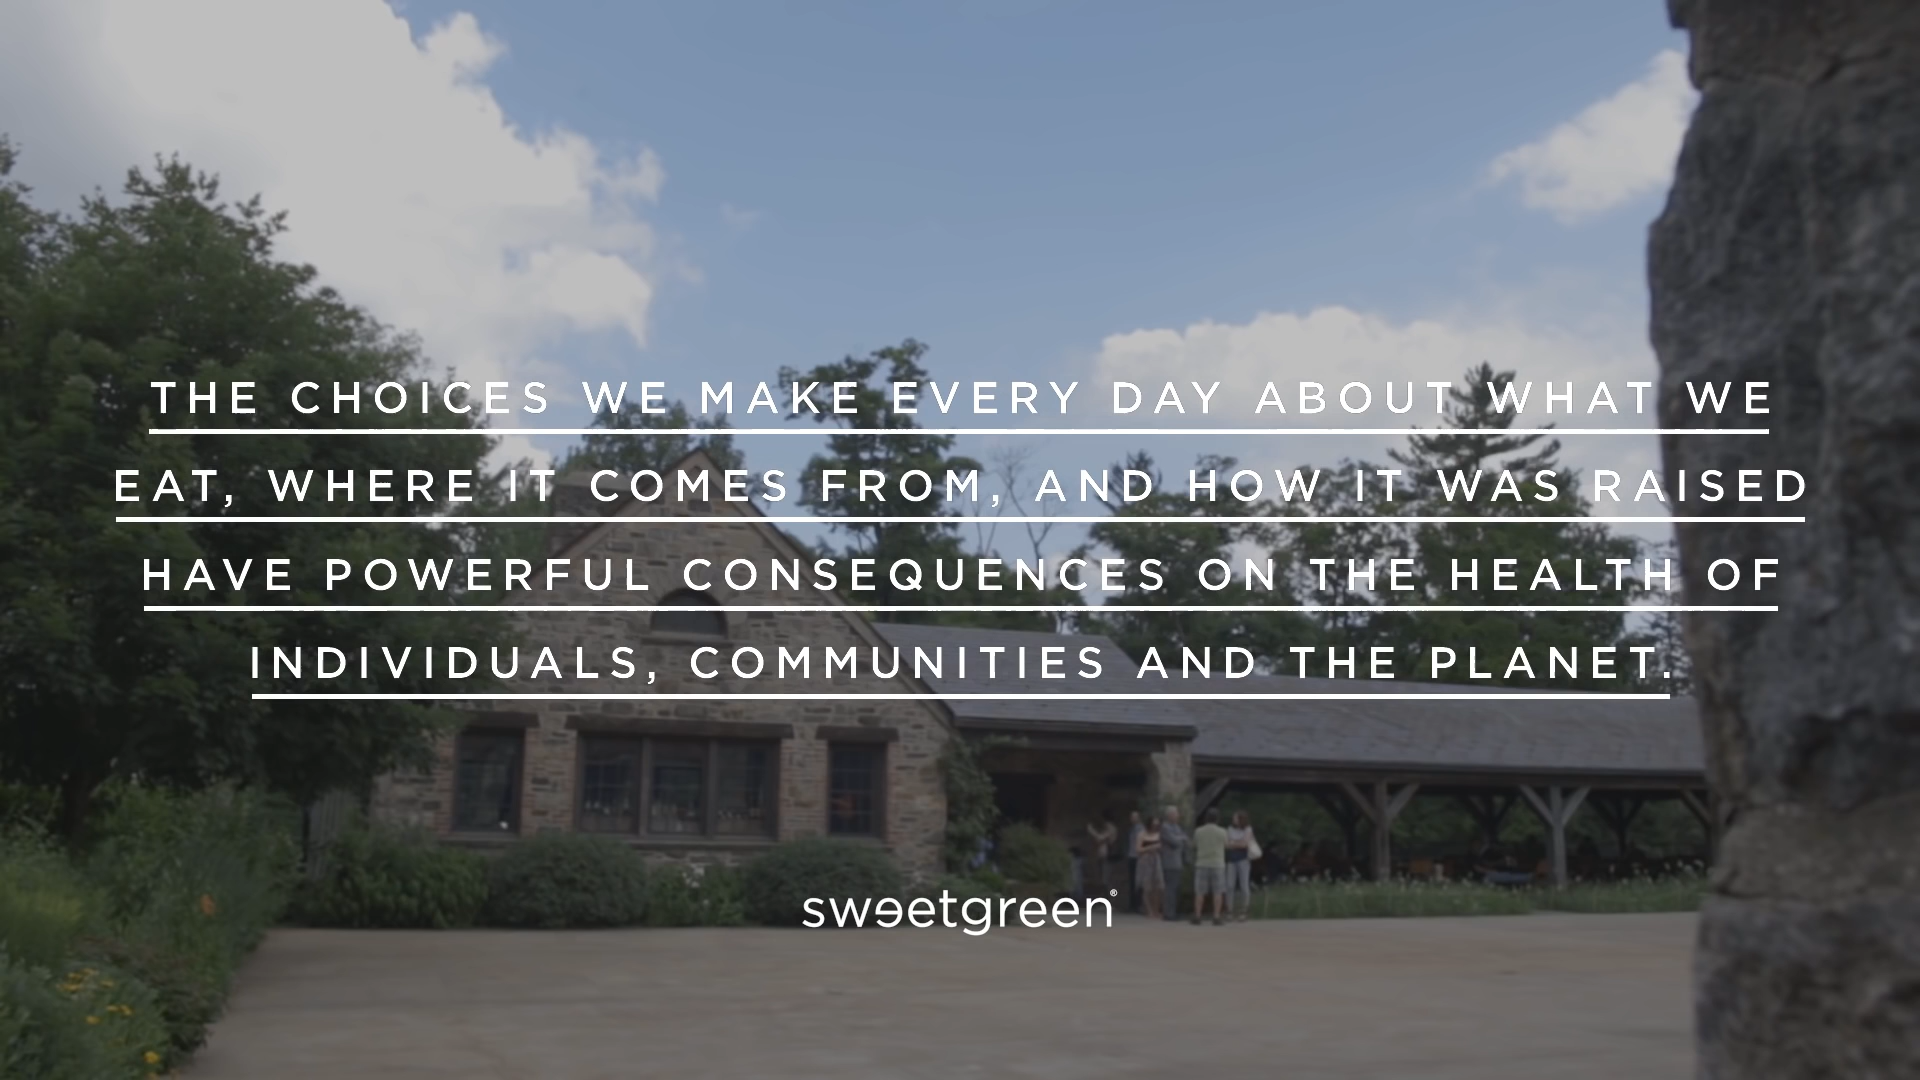 THE CHOICES WE MAKE EVERY DAY ABOUT WHAT WE
EAT, WHERE IT COMES FROM, AND HOW IT WAS RAISED
HAVE POWERFUL CONSEQUENCES ON THE HEALTH OF
INDIVIDUALS, COMMUNITIES AND THE PLANET.
sweetgreen®